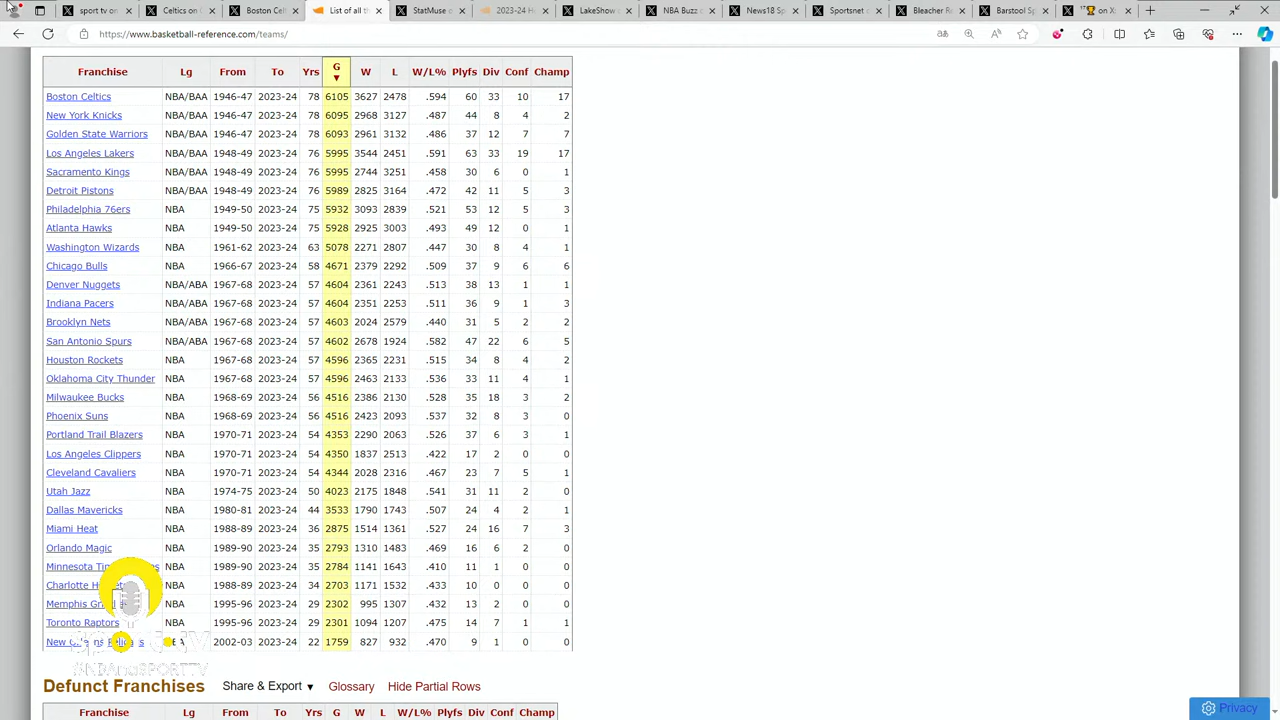 sport tv on
Celtics on
Boston Celt
List of all th
StatMuse o
2023-24 H
LakeShow
NBA Buzz
News18 Sp
Sportsnet
Bleacher Re
Barstool Sp
on X
https://www.basketball-reference.com/teams/
Franchise Lg From To Yrs G ▼ W L W/L% Plyfs Div Conf Champ
Boston Celtics NBA/BAA 1946-47 2023-24 78 6105 3627 2478 .594 60 33 10 17
New York Knicks NBA/BAA 1946-47 2023-24 78 6095 2968 3127 .487 44 8 4 2
Golden State Warriors NBA/BAA 1946-47 2023-24 78 6093 2961 3132 .486 37 12 7 7
Los Angeles Lakers NBA/BAA 1948-49 2023-24 76 5995 3544 2451 .591 63 33 19 17
Sacramento Kings NBA/BAA 1948-49 2023-24 76 5995 2744 3251 .458 30 6 0 1
Detroit Pistons NBA/BAA 1948-49 2023-24 76 5989 2825 3164 .472 42 11 5 3
Philadelphia 76ers NBA 1949-50 2023-24 75 5932 3093 2839 .521 53 12 5 3
Atlanta Hawks NBA 1949-50 2023-24 75 5928 2925 3003 .493 49 12 0 1
Washington Wizards NBA 1961-62 2023-24 63 5078 2271 2807 .447 30 8 4 1
Chicago Bulls NBA 1966-67 2023-24 58 4671 2379 2292 .509 37 9 6 6
Denver Nuggets NBA/ABA 1967-68 2023-24 57 4604 2361 2243 .513 38 13 1 1
Indiana Pacers NBA/ABA 1967-68 2023-24 57 4604 2351 2253 .511 36 9 1 3
Brooklyn Nets NBA/ABA 1967-68 2023-24 57 4603 2024 2579 .440 31 5 2 2
San Antonio Spurs NBA/ABA 1967-68 2023-24 57 4602 2678 1924 .582 47 22 6 5
Houston Rockets NBA 1967-68 2023-24 57 4596 2365 2231 .515 34 8 4 2
Oklahoma City Thunder NBA 1967-68 2023-24 57 4596 2463 2133 .536 33 11 4 1
Milwaukee Bucks NBA 1968-69 2023-24 56 4516 2386 2130 .528 35 18 3 2
Phoenix Suns NBA 1968-69 2023-24 56 4516 2423 2093 .537 32 8 3 0
Portland Trail Blazers NBA 1970-71 2023-24 54 4353 2290 2063 .526 37 6 3 1
Los Angeles Clippers NBA 1970-71 2023-24 54 4350 1837 2513 .422 17 2 0 0
Cleveland Cavaliers NBA 1970-71 2023-24 54 4344 2028 2316 .467 23 7 5 1
Utah Jazz NBA 1974-75 2023-24 50 4023 2175 1848 .541 31 11 2 0
Dallas Mavericks NBA 1980-81 2023-24 44 3533 1790 1743 .507 24 4 2 1
Miami Heat NBA 1988-89 2023-24 36 2875 1514 1361 .527 24 16 7 3
Orlando Magic NBA 1989-90 2023-24 35 2793 1310 1483 .469 16 6 2 0
Minnesota NBA 1989-90 2023-24 35 2784 1141 1643 .410 11 1 0 0
Charlotte NBA 1988-89 2023-24 34 2703 1171 1532 .433 10 0 0 0
Memphis NBA 1995-96 2023-24 29 2302 995 1307 .432 13 2 0 0
Toronto Raptors NBA 1995-96 2023-24 29 2301 1094 1207 .475 14 7 1 1
New 2002-03 2023-24 22 1759 827 932 .470 9 1 0 0
sport.tv
#NBAnaSPORTTV
Defunct Franchises Share & Export ▼ Glossary Hide Partial Rows
Franchise Lg From To Yrs G W L W/L% Plyfs Div Conf Champ
Privacy